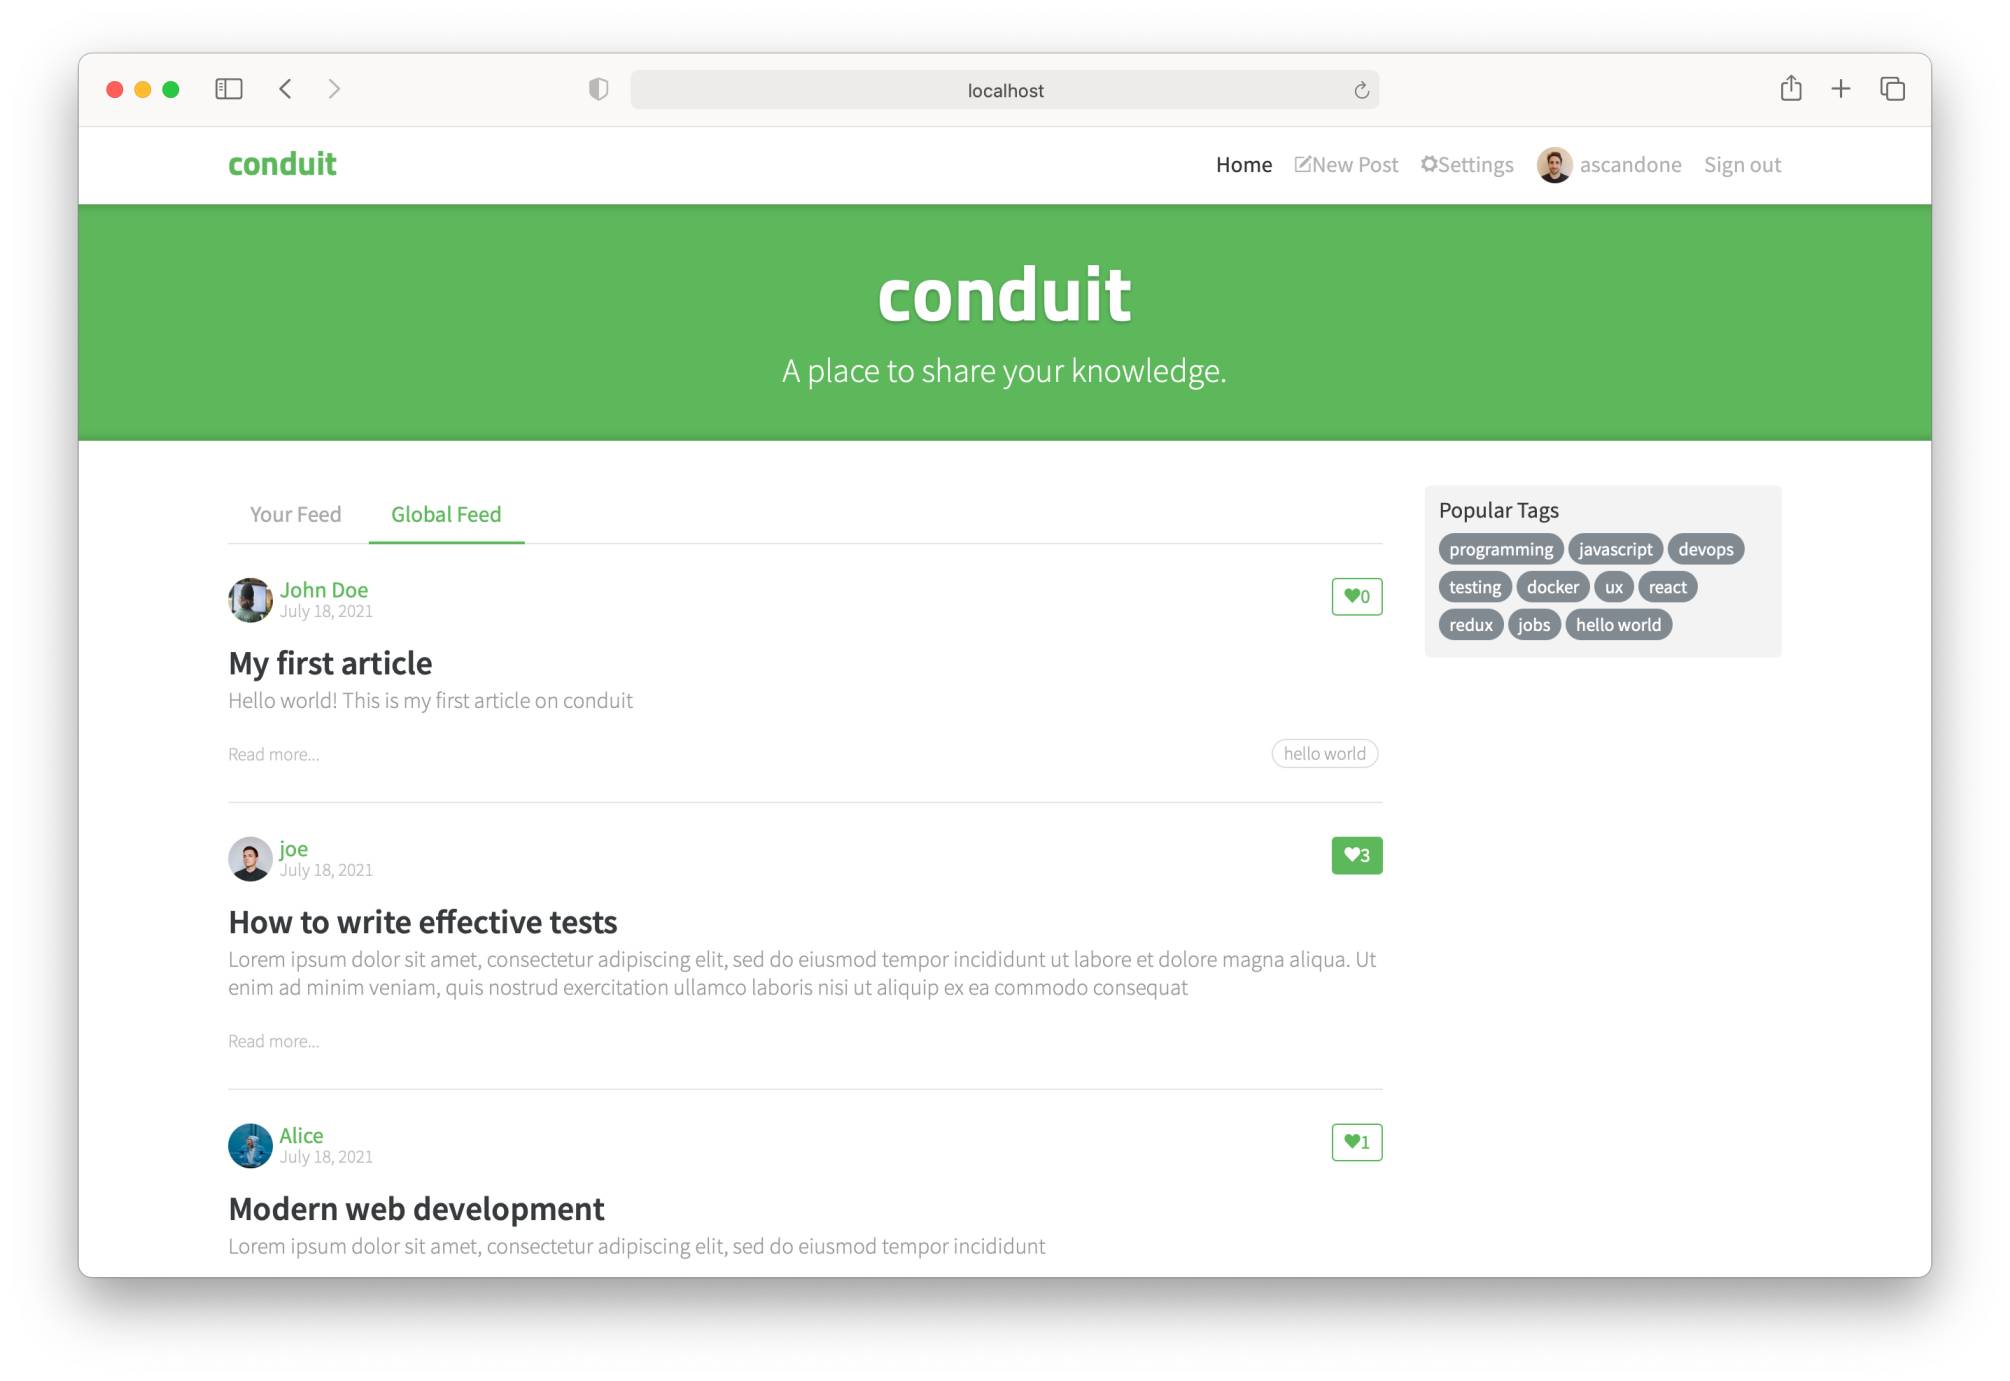 localhost
conduit
Home New Post Settings ascandone Sign out
conduit
A place to share your knowledge.
Your Feed Global Feed
Popular Tags
programming javascript devops
testing docker ux react
redux jobs hello world
John Doe
July 18, 2021
0
My first article
Hello world! This is my first article on conduit
Read more...
hello world
joe
July 18, 2021
3
How to write effective tests
Lorem ipsum dolor sit amet, consectetur adipiscing elit, sed do eiusmod tempor incididunt ut labore et dolore magna aliqua. Ut
enim ad minim veniam, quis nostrud exercitation ullamco laboris nisi ut aliquip ex ea commodo consequat
Read more...
Alice
July 18, 2021
1
Modern web development
Lorem ipsum dolor sit amet, consectetur adipiscing elit, sed do eiusmod tempor incididunt